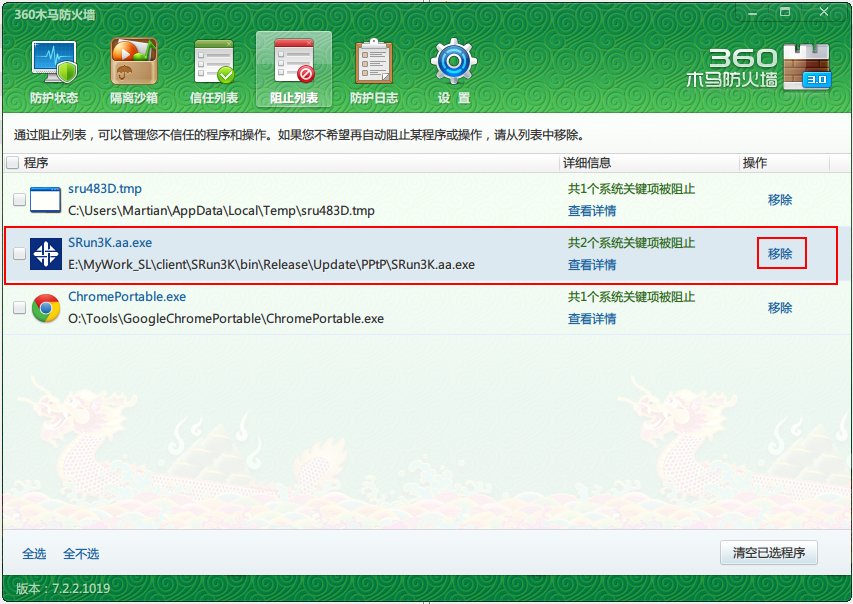 360木马防火墙
防护状态 隔离沙箱 信任列表 阻止列表 防护日志 设 置
360
木马防火墙 3.0
通过阻止列表，可以管理您不信任的程序和操作。如果您不希望再自动阻止某程序或操作，请从列表中移除。
程序 详细信息 操作
sru483D.tmp 共1个系统关键项被阻止
C:\Users\Martian\AppData\Local\Temp\sru483D.tmp 查看详情 移除
SRun3K.aa.exe 共2个系统关键项被阻止
E:\MyWork_SL\client\SRun3K\bin\Release\Update\PPtP\SRun3K.aa.exe 查看详情 移除
ChromePortable.exe 共1个系统关键项被阻止
O:\Tools\GoogleChromePortable\ChromePortable.exe 查看详情 移除
全选 全不选 清空已选程序
版本：7.2.2.1019